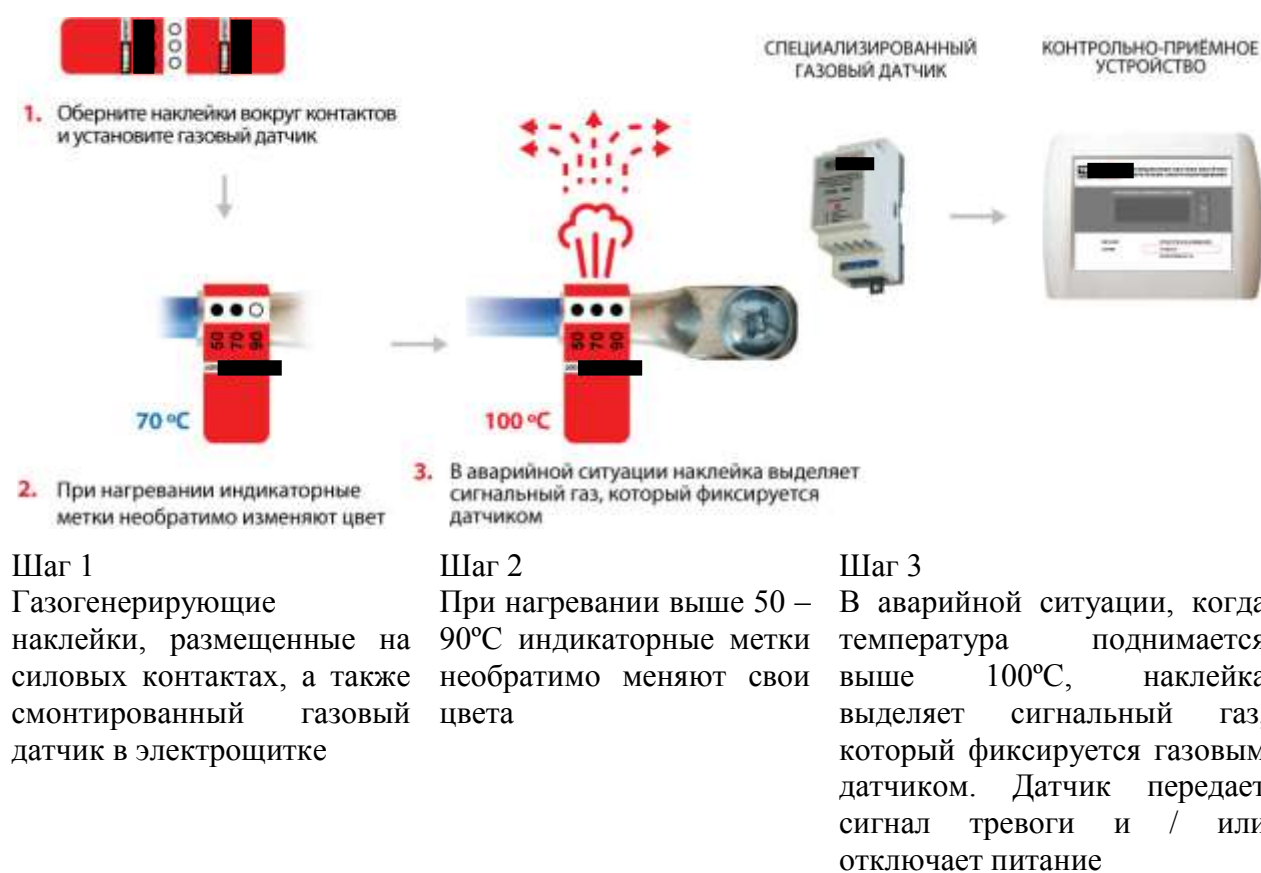 СПЕЦИАЛИЗИРОВАННЫЙ
ГАЗОВЫЙ ДАТЧИК
КОНТРОЛЬНО-ПРИЁМНОЕ
УСТРОЙСТВО
1. Оберните наклейки вокруг контактов
и установите газовый датчик
50 70 90
70 ºC
50 70 90
100 ºC
2. При нагревании индикаторные
метки необратимо изменяют цвет
3. В аварийной ситуации наклейка выделяет
сигнальный газ, который фиксируется
датчиком
Шаг 1
Газогенерирующие
наклейки, размещенные на
силовых контактах, а также
смонтированный газовый
датчик в электрощитке
Шаг 2
При нагревании выше 50 –
90ºС индикаторные метки
необратимо меняют свои
цвета
Шаг 3
В аварийной ситуации, когда
температура поднимается
выше 100ºС, наклейка
выделяет сигнальный газ,
который фиксируется газовым
датчиком. Датчик передает
сигнал тревоги и / или
отключает питание